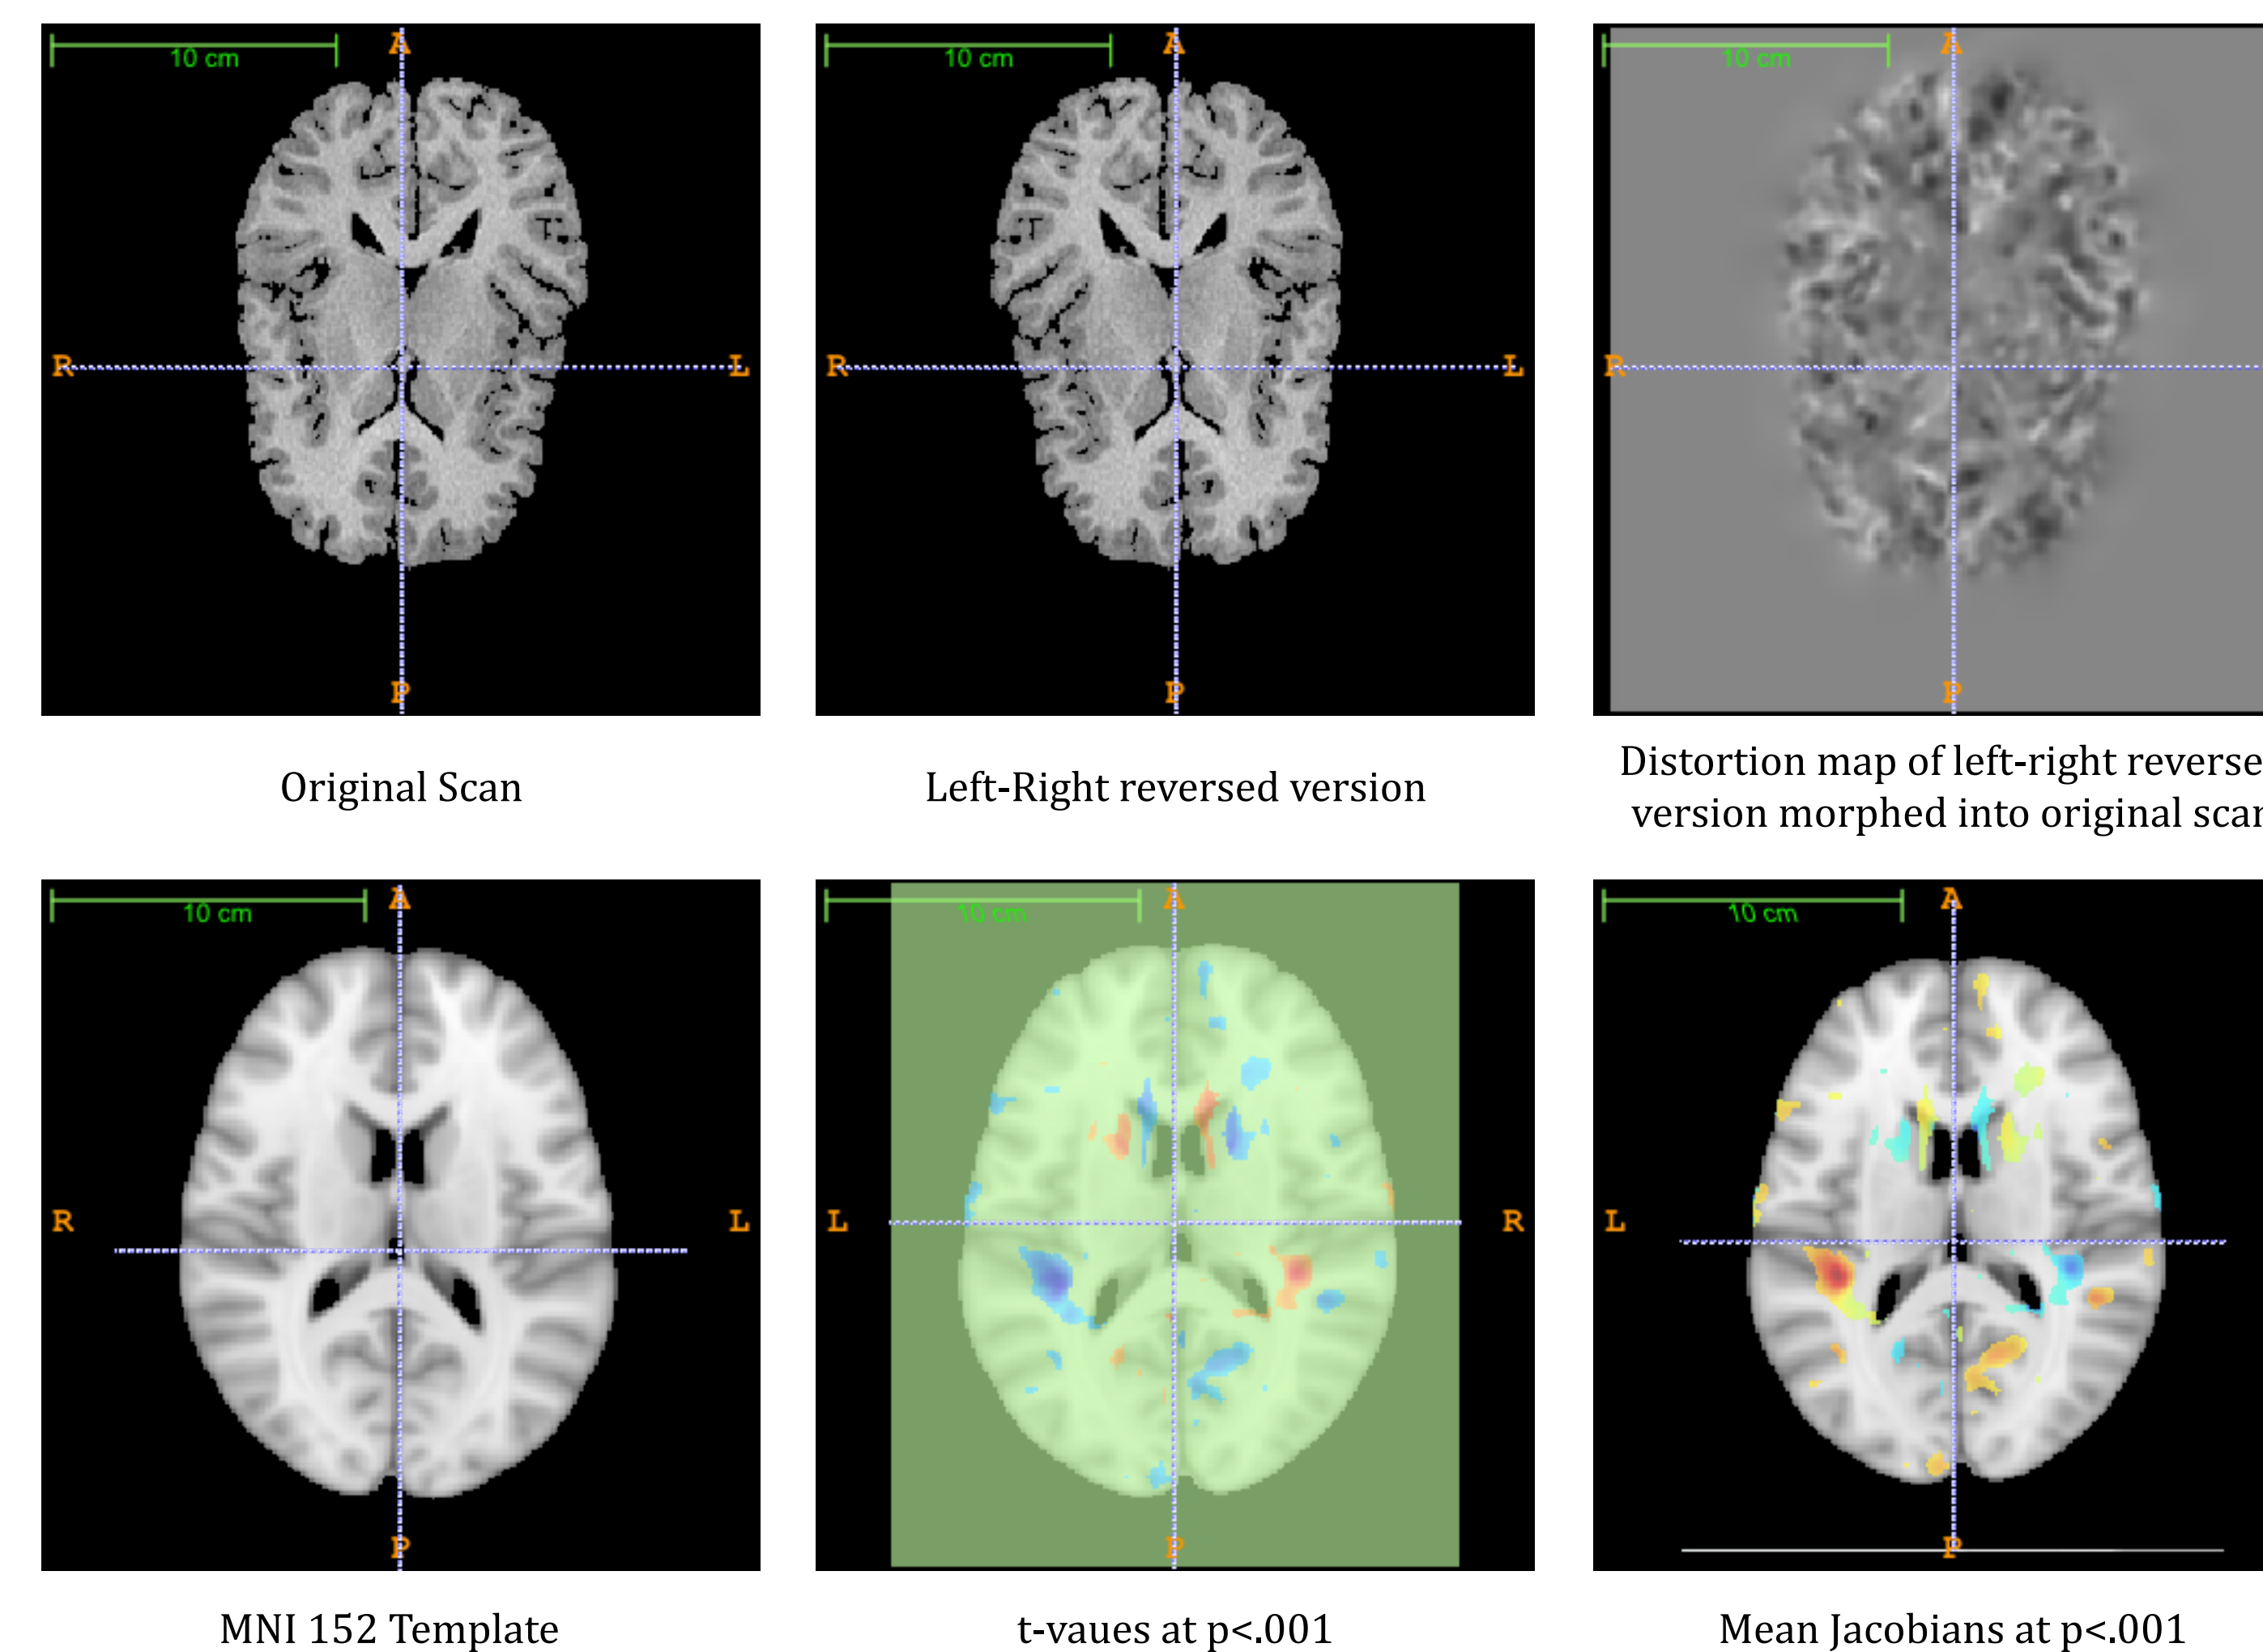 10 cm
A
R
L
P
10 cm
A
R
L
P
10 cm
A
R
P
Original Scan
Left-Right reversed version
Distortion map of left-right reverse
version morphed into original scan
10 cm
A
R
L
P
10 cm
A
L
R
P
10 cm
A
L
P
MNI 152 Template
t-vaues at p<.001
Mean Jacobians at p<.001